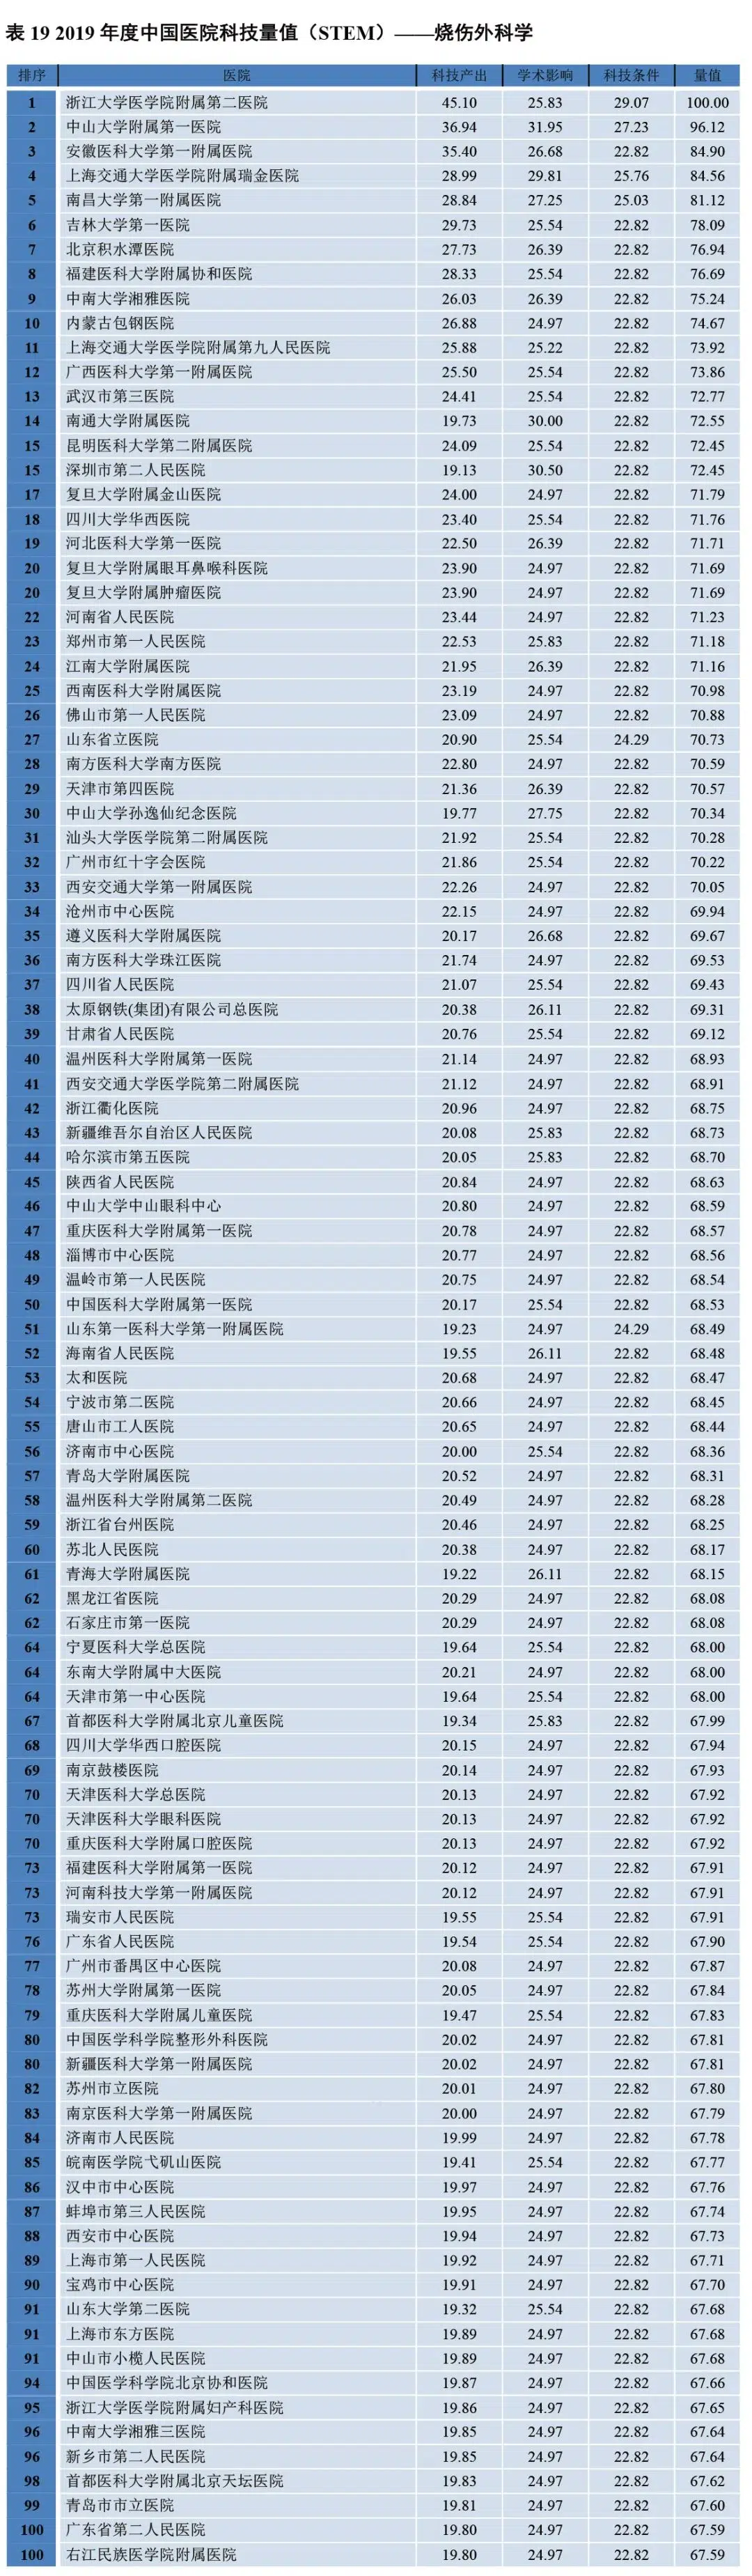 表 19 2019 年度中国医院科技量值（STEM）——烧伤外科学
排序 医院 科技产出 学术影响 科技条件 量值
1 浙江大学医学院附属第二医院 45.10 25.83 29.07 100.00
2 中山大学附属第一医院 36.94 31.95 27.23 96.12
3 安徽医科大学第一附属医院 35.40 26.68 22.82 84.90
4 上海交通大学医学院附属瑞金医院 28.99 29.81 25.76 84.56
5 南昌大学第一附属医院 28.84 27.25 25.03 81.12
6 吉林大学第一医院 29.73 25.54 22.82 78.09
7 北京积水潭医院 27.73 26.39 22.82 76.94
8 福建医科大学附属协和医院 28.33 25.54 22.82 76.69
9 中南大学湘雅医院 26.03 26.39 22.82 75.24
10 内蒙古包钢医院 26.88 24.97 22.82 74.67
11 上海交通大学医学院附属第九人民医院 25.88 25.22 22.82 73.92
12 广西医科大学第一附属医院 25.50 25.54 22.82 73.86
13 武汉市第三医院 24.41 25.54 22.82 72.77
14 南通大学附属医院 19.73 30.00 22.82 72.55
15 昆明医科大学第二附属医院 24.09 25.54 22.82 72.45
15 深圳市第二人民医院 19.13 30.50 22.82 72.45
17 复旦大学附属金山医院 24.00 24.97 22.82 71.79
18 四川大学华西医院 23.40 25.54 22.82 71.76
19 河北医科大学第一医院 22.50 26.39 22.82 71.71
20 复旦大学附属眼耳鼻喉科医院 23.90 24.97 22.82 71.69
20 复旦大学附属肿瘤医院 23.90 24.97 22.82 71.69
22 河南省人民医院 23.44 24.97 22.82 71.23
23 郑州市第一人民医院 22.53 25.83 22.82 71.18
24 江南大学附属医院 21.95 26.39 22.82 71.16
25 西南医科大学附属医院 23.19 24.97 22.82 70.98
26 佛山市第一人民医院 23.09 24.97 22.82 70.88
27 山东省立医院 20.90 25.54 24.29 70.73
28 南方医科大学南方医院 22.80 24.97 22.82 70.59
29 天津市第四医院 21.36 26.39 22.82 70.57
30 中山大学孙逸仙纪念医院 19.77 27.75 22.82 70.34
31 汕头大学医学院第二附属医院 21.92 25.54 22.82 70.28
32 广州市红十字会医院 21.86 25.54 22.82 70.22
33 西安交通大学第一附属医院 22.26 24.97 22.82 70.05
34 沧州市中心医院 22.15 24.97 22.82 69.94
35 遵义医科大学附属医院 20.17 26.68 22.82 69.67
36 南方医科大学珠江医院 21.74 24.97 22.82 69.53
37 四川省人民医院 21.07 25.54 22.82 69.43
38 太原钢铁(集团)有限公司总医院 20.38 26.11 22.82 69.31
39 甘肃省人民医院 20.76 25.54 22.82 69.12
40 温州医科大学附属第一医院 21.14 24.97 22.82 68.93
41 西安交通大学医学院第二附属医院 21.12 24.97 22.82 68.91
42 浙江衢化医院 20.96 24.97 22.82 68.75
43 新疆维吾尔自治区人民医院 20.08 25.83 22.82 68.73
44 哈尔滨市第五医院 20.05 25.83 22.82 68.70
45 陕西省人民医院 20.84 24.97 22.82 68.63
46 中山大学中山眼科中心 20.80 24.97 22.82 68.59
47 重庆医科大学附属第一医院 20.78 24.97 22.82 68.57
48 淄博市中心医院 20.77 24.97 22.82 68.56
49 温岭市第一人民医院 20.75 24.97 22.82 68.54
50 中国医科大学附属第一医院 20.17 25.54 22.82 68.53
51 山东第一医科大学第一附属医院 19.23 24.97 24.29 68.49
52 海南省人民医院 19.55 26.11 22.82 68.48
53 太和医院 20.68 24.97 22.82 68.47
54 宁波市第二医院 20.66 24.97 22.82 68.45
55 唐山市工人医院 20.65 24.97 22.82 68.44
56 济南市中心医院 20.00 25.54 22.82 68.36
57 青岛大学附属医院 20.52 24.97 22.82 68.31
58 温州医科大学附属第二医院 20.49 24.97 22.82 68.28
59 浙江省台州医院 20.46 24.97 22.82 68.25
60 苏北人民医院 20.38 24.97 22.82 68.17
61 青海大学附属医院 19.22 26.11 22.82 68.15
62 黑龙江省医院 20.29 24.97 22.82 68.08
62 石家庄市第一医院 20.29 24.97 22.82 68.08
64 宁夏医科大学总医院 19.64 25.54 22.82 68.00
64 东南大学附属中大医院 20.21 24.97 22.82 68.00
64 天津市第一中心医院 19.64 25.54 22.82 68.00
67 首都医科大学附属北京儿童医院 19.34 25.83 22.82 67.99
68 四川大学华西口腔医院 20.15 24.97 22.82 67.94
69 南京鼓楼医院 20.14 24.97 22.82 67.93
70 天津医科大学总医院 20.13 24.97 22.82 67.92
70 天津医科大学眼科医院 20.13 24.97 22.82 67.92
70 重庆医科大学附属口腔医院 20.13 24.97 22.82 67.92
73 福建医科大学附属第一医院 20.12 24.97 22.82 67.91
73 河南科技大学第一附属医院 20.12 24.97 22.82 67.91
73 瑞安市人民医院 19.55 25.54 22.82 67.91
76 广东省人民医院 19.54 25.54 22.82 67.90
77 广州市番禺区中心医院 20.08 24.97 22.82 67.87
78 苏州大学附属第一医院 20.05 24.97 22.82 67.84
79 重庆医科大学附属儿童医院 19.47 25.54 22.82 67.83
80 中国医学科学院整形外科医院 20.02 24.97 22.82 67.81
80 新疆医科大学第一附属医院 20.02 24.97 22.82 67.81
82 苏州市立医院 20.01 24.97 22.82 67.80
83 南京医科大学第一附属医院 20.00 24.97 22.82 67.79
84 济南市人民医院 19.99 24.97 22.82 67.78
85 皖南医学院弋矶山医院 19.41 25.54 22.82 67.77
86 汉中市中心医院 19.97 24.97 22.82 67.76
87 蚌埠市第三人民医院 19.95 24.97 22.82 67.74
88 西安市中心医院 19.94 24.97 22.82 67.73
89 上海市第一人民医院 19.92 24.97 22.82 67.71
90 宝鸡市中心医院 19.91 24.97 22.82 67.70
91 山东大学第二医院 19.32 25.54 22.82 67.68
91 上海市东方医院 19.89 24.97 22.82 67.68
91 中山市小榄人民医院 19.89 24.97 22.82 67.68
94 中国医学科学院北京协和医院 19.87 24.97 22.82 67.66
95 浙江大学医学院附属妇产科医院 19.86 24.97 22.82 67.65
96 中南大学湘雅三医院 19.85 24.97 22.82 67.64
96 新乡市第二人民医院 19.85 24.97 22.82 67.64
98 首都医科大学附属北京天坛医院 19.83 24.97 22.82 67.62
99 青岛市市立医院 19.81 24.97 22.82 67.60
100 广东省第二人民医院 19.80 24.97 22.82 67.59
100 右江民族医学院附属医院 19.80 24.97 22.82 67.59